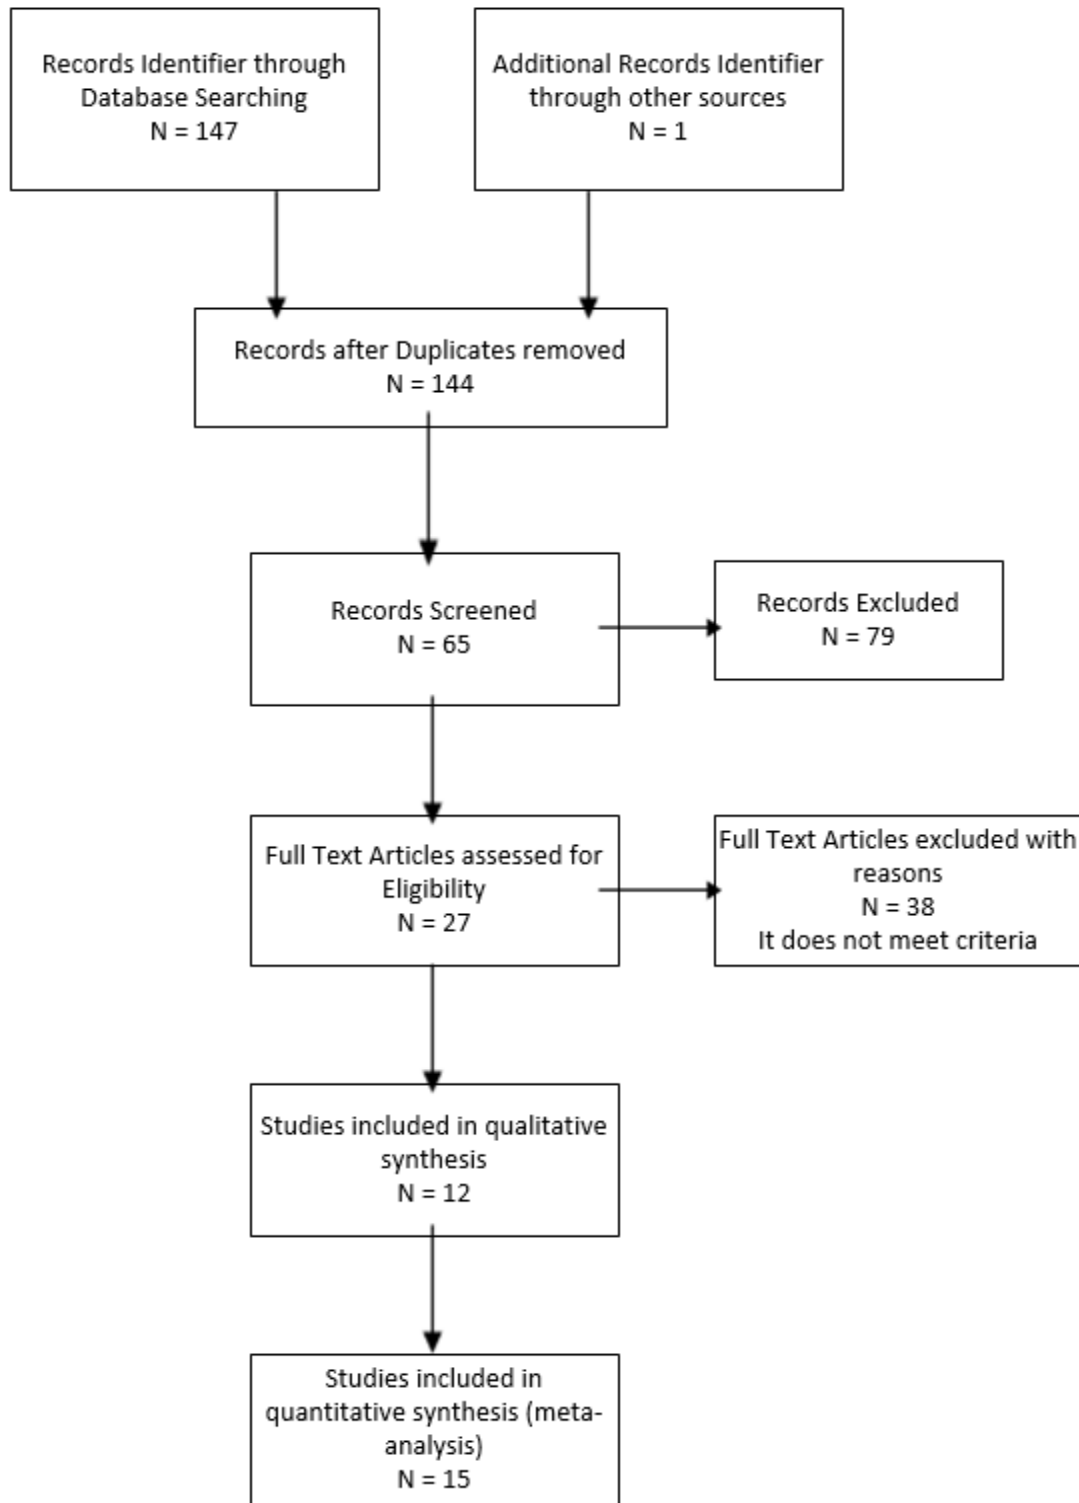 Records Identifier through
Database Searching
N = 147
Additional Records Identifier
through other sources
N = 1
Records after Duplicates removed
N = 144
Records Screened
N = 65
Records Excluded
N = 79
Full Text Articles assessed for
Eligibility
N = 27
Full Text Articles excluded with
reasons
N = 38
It does not meet criteria
Studies included in qualitative
synthesis
N = 12
Studies included in
quantitative synthesis (meta-
analysis)
N = 15